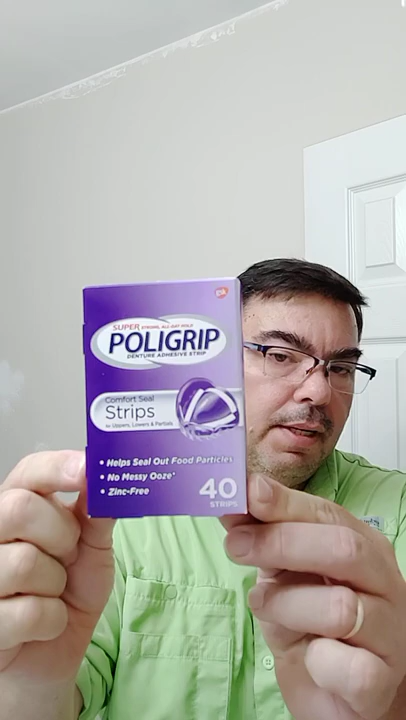 gsk
SUPER STRONG, ALL-DAY HOLD
POLIGRIP
DENTURE ADHESIVE STRIP
Comfort Seal
Strips
for Uppers, Lowers & Partials
• Helps Seal Out Food Particles
• No Messy Ooze*
• Zinc-Free
40
STRIPS